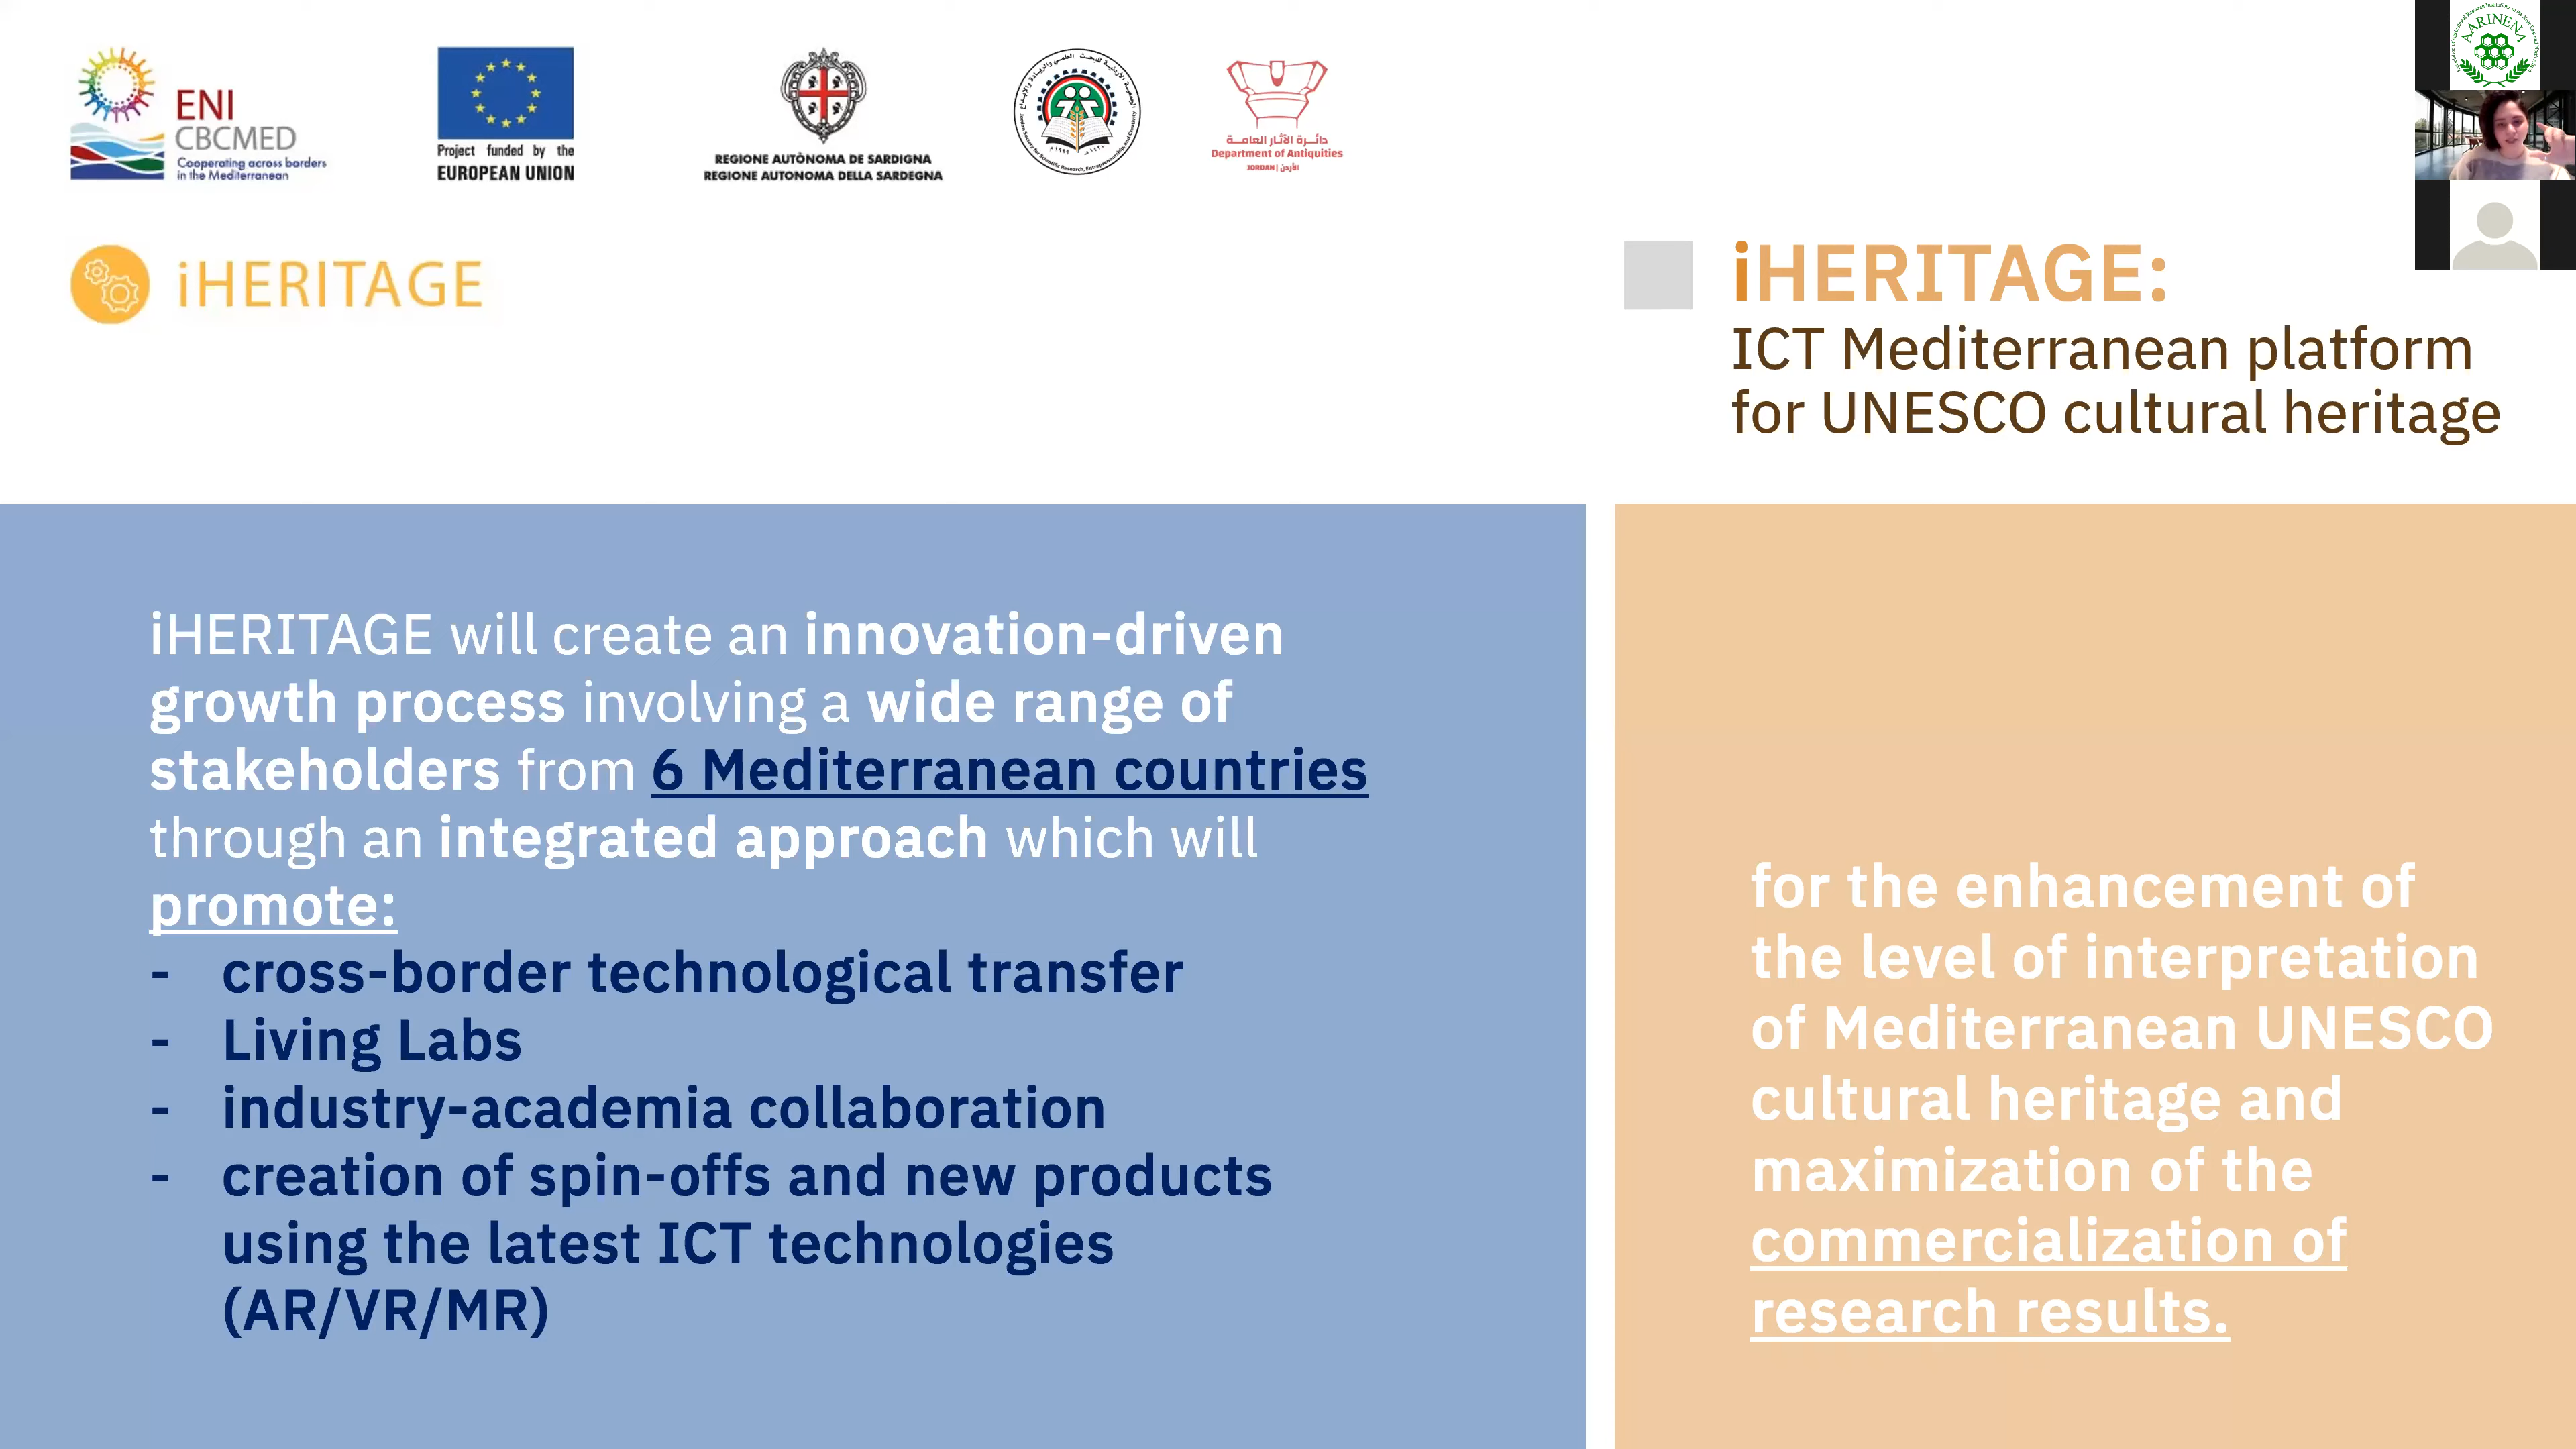 ENI
CBCMED
Cooperating across borders
in the Mediterranean
Project funded by the
EUROPEAN UNION
REGIONE AUTÒNOMA DE SARDIGNA
REGIONE AUTONOMA DELLA SARDEGNA
دائرة الآثار العامة
Department of Antiquities
JORDAN | الأردن
AARINENA
iHERITAGE
iHERITAGE:
ICT Mediterranean platform
for UNESCO cultural heritage
iHERITAGE will create an innovation-driven
growth process involving a wide range of
stakeholders from 6 Mediterranean countries
through an integrated approach which will
promote:
- cross-border technological transfer
- Living Labs
- industry-academia collaboration
- creation of spin-offs and new products
using the latest ICT technologies
(AR/VR/MR)
for the enhancement of
the level of interpretation
of Mediterranean UNESCO
cultural heritage and
maximization of the
commercialization of
research results.